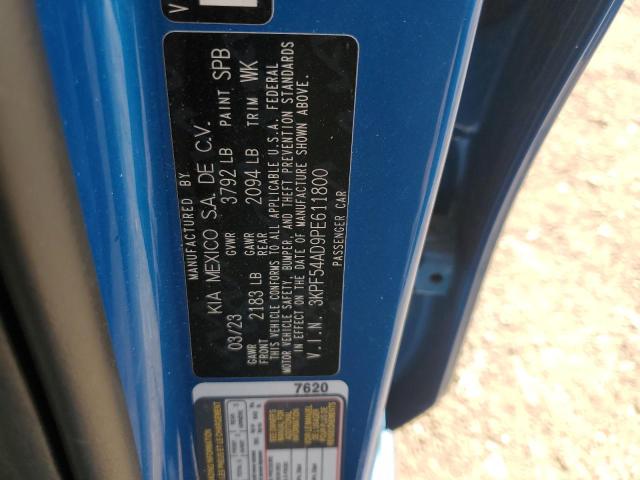 V
MANUFACTURED BY
KIA MEXICO S.A. DE C.V.
03/23 GVWR 3792 LB PAINT SPB
GAWR FRONT 2183 LB GAWR REAR 2094 LB TRIM WK
THIS VEHICLE CONFORMS TO ALL APPLICABLE U.S.A. FEDERAL
MOTOR VEHICLE SAFETY, BUMPER, AND THEFT PREVENTION STANDARDS
IN EFFECT ON THE DATE OF MANUFACTURE SHOWN ABOVE.
V.I.N. 3KPF54AD9PE611800
PASSENGER CAR
7620